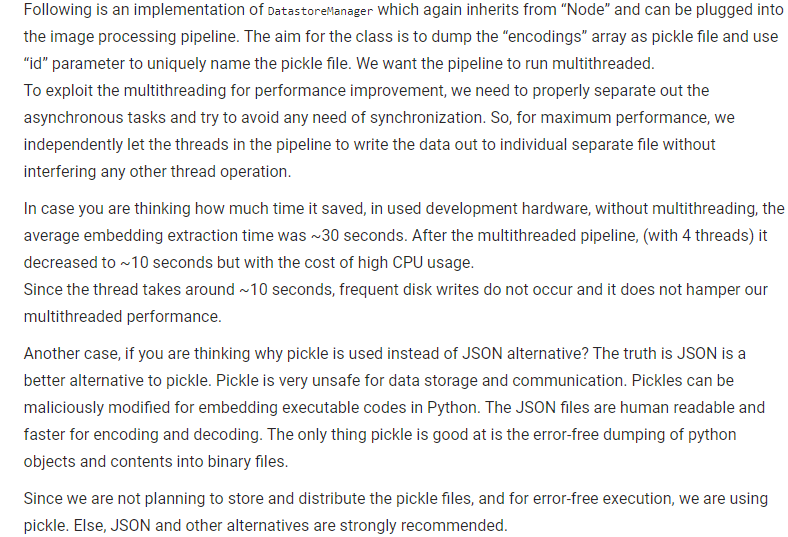 Following is an implementation of DatastoreManager which again inherits from “Node” and can be plugged into
the image processing pipeline. The aim for the class is to dump the “encodings” array as pickle file and use
“id” parameter to uniquely name the pickle file. We want the pipeline to run multithreaded.
To exploit the multithreading for performance improvement, we need to properly separate out the
asynchronous tasks and try to avoid any need of synchronization. So, for maximum performance, we
independently let the threads in the pipeline to write the data out to individual separate file without
interfering any other thread operation.
In case you are thinking how much time it saved, in used development hardware, without multithreading, the
average embedding extraction time was ~30 seconds. After the multithreaded pipeline, (with 4 threads) it
decreased to ~10 seconds but with the cost of high CPU usage.
Since the thread takes around ~10 seconds, frequent disk writes do not occur and it does not hamper our
multithreaded performance.
Another case, if you are thinking why pickle is used instead of JSON alternative? The truth is JSON is a
better alternative to pickle. Pickle is very unsafe for data storage and communication. Pickles can be
maliciously modified for embedding executable codes in Python. The JSON files are human readable and
faster for encoding and decoding. The only thing pickle is good at is the error-free dumping of python
objects and contents into binary files.
Since we are not planning to store and distribute the pickle files, and for error-free execution, we are using
pickle. Else, JSON and other alternatives are strongly recommended.